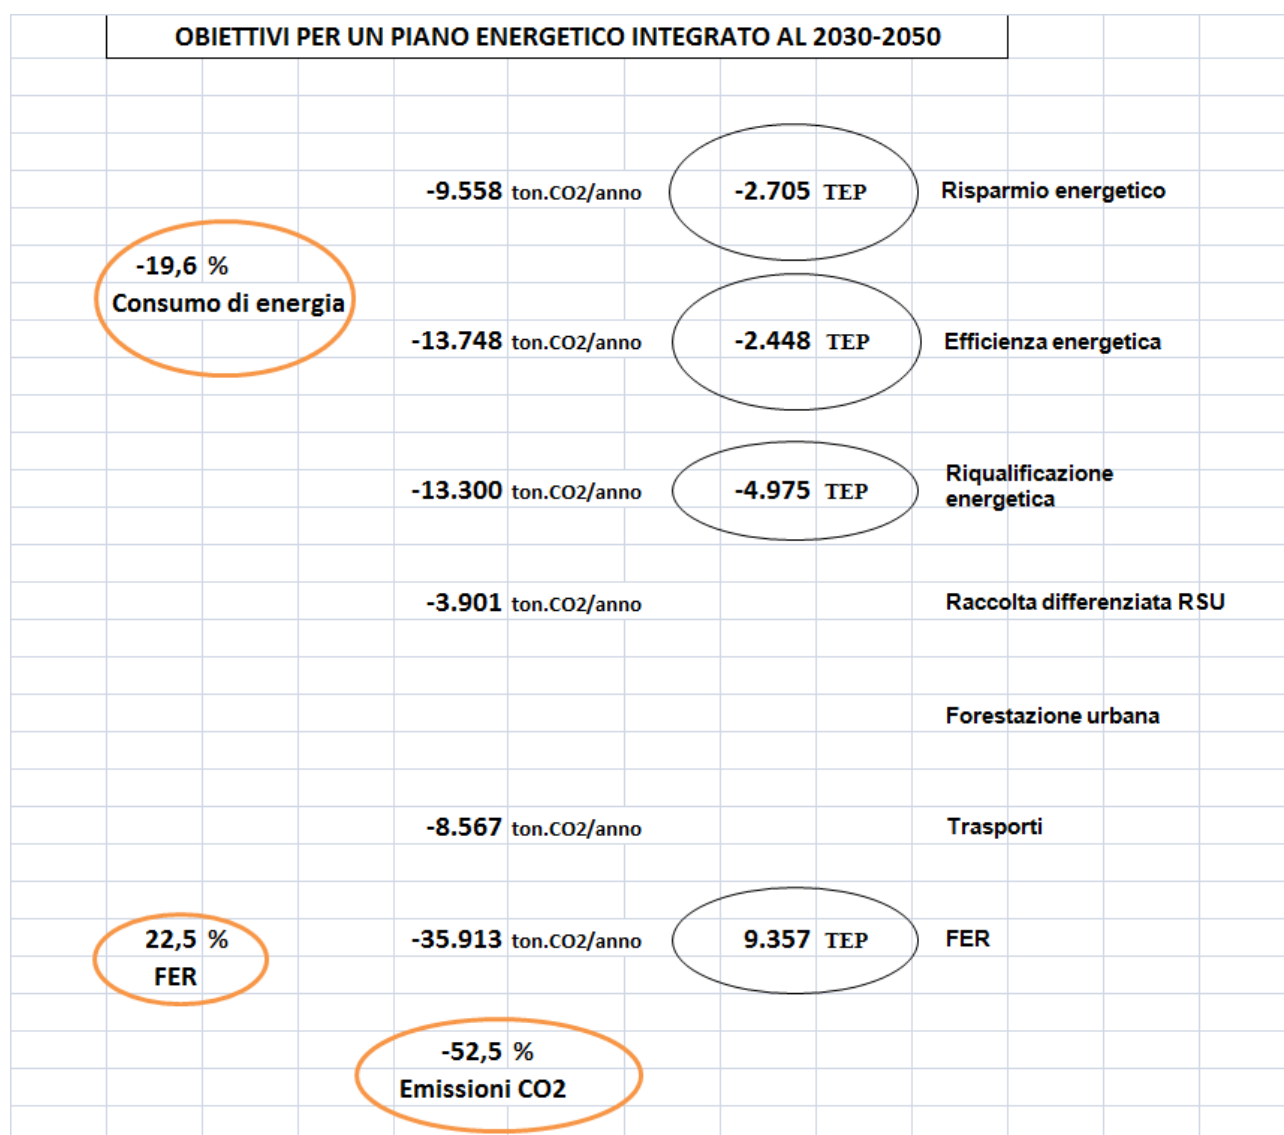 OBIETTIVI PER UN PIANO ENERGETICO INTEGRATO AL 2030-2050
-9.558 ton.CO2/anno -2.705 TEP Risparmio energetico
-19,6 %
Consumo di energia
-13.748 ton.CO2/anno -2.448 TEP Efficienza energetica
-13.300 ton.CO2/anno -4.975 TEP Riqualificazione
energetica
-3.901 ton.CO2/anno Raccolta differenziata RSU
Forestazione urbana
-8.567 ton.CO2/anno Trasporti
22,5 % -35.913 ton.CO2/anno 9.357 TEP FER
FER
-52,5 %
Emissioni CO2